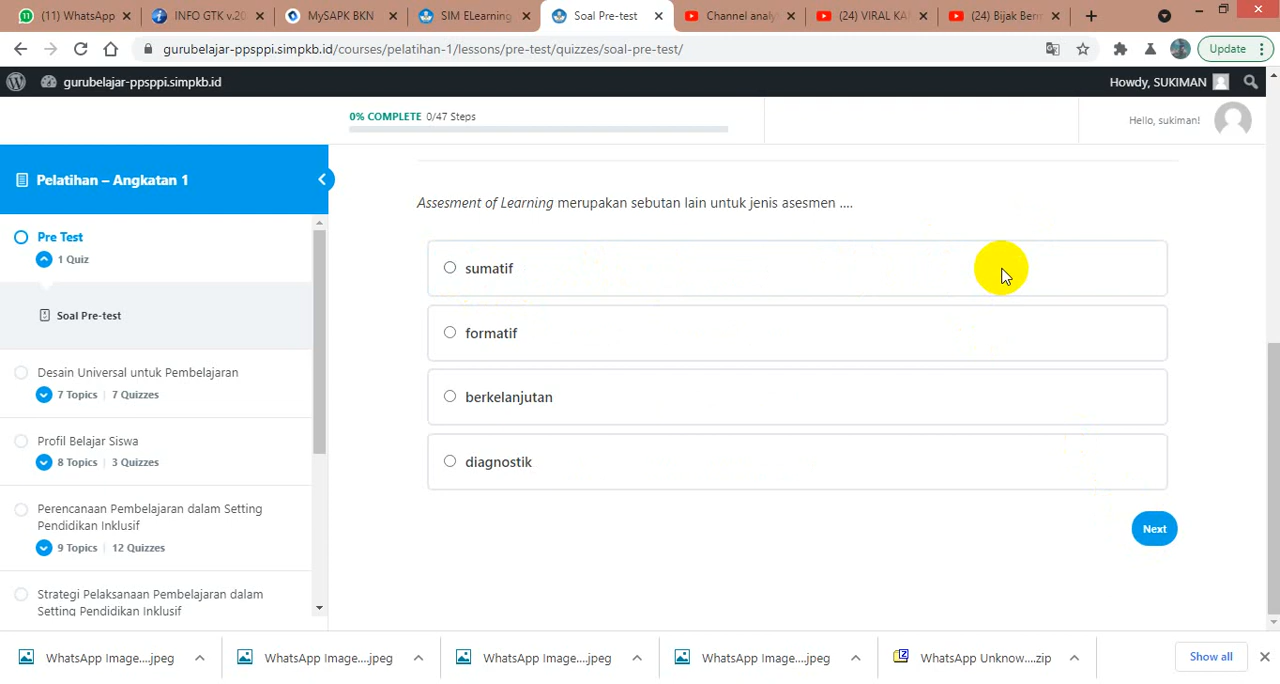 (11) WhatsApp
INFO GTK v.20
MySAPK BKN
SIM ELearning
Soal Pre-test
Channel analy
(24) VIRAL KA
(24) Bijak Berm
gurubelajar-ppsppi.simpkb.id/courses/pelatihan-1/lessons/pre-test/quizzes/soal-pre-test/
Update
gurubelajar-ppsppi.simpkb.id
Howdy, SUKIMAN
0% COMPLETE 0/47 Steps
Hello, sukiman!
Pelatihan – Angkatan 1
Pre Test
1 Quiz
Soal Pre-test
Desain Universal untuk Pembelajaran
7 Topics | 7 Quizzes
Profil Belajar Siswa
8 Topics | 3 Quizzes
Perencanaan Pembelajaran dalam Setting
Pendidikan Inklusif
9 Topics | 12 Quizzes
Strategi Pelaksanaan Pembelajaran dalam
Setting Pendidikan Inklusif
Assesment of Learning merupakan sebutan lain untuk jenis asesmen ....
sumatif
formatif
berkelanjutan
diagnostik
Next
WhatsApp Image....jpeg
WhatsApp Image....jpeg
WhatsApp Image....jpeg
WhatsApp Image....jpeg
WhatsApp Unknow....zip
Show all